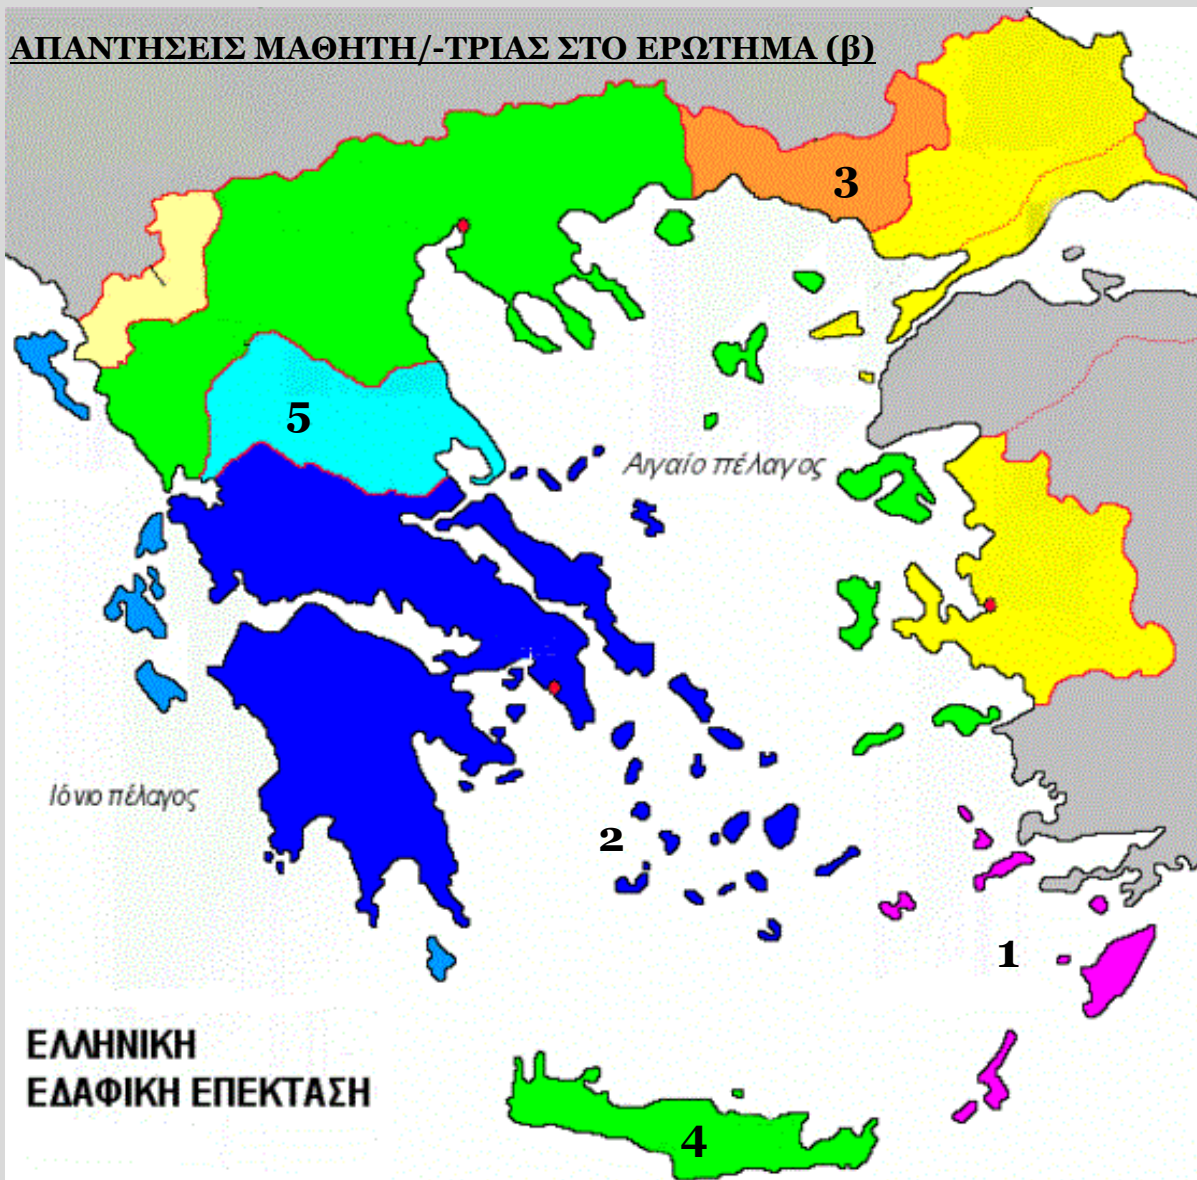 ΑΠΑΝΤΗΣΕΙΣ ΜΑΘΗΤΗ/-ΤΡΙΑΣ ΣΤΟ ΕΡΩΤΗΜΑ (β)
3
5
Αιγαίο πέλαγος
Ιόνιο πέλαγος
2
1
ΕΛΛΗΝΙΚΗ
ΕΔΑΦΙΚΗ ΕΠΕΚΤΑΣΗ
4